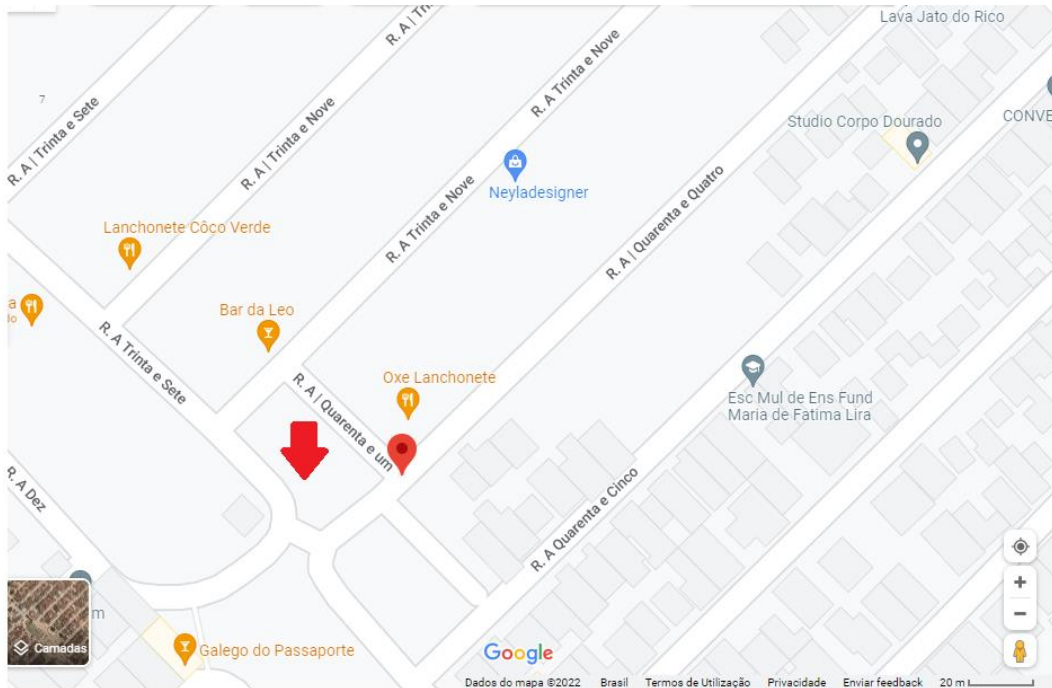 Lava Jato do Rico
R. A | Tri
R. A Trinta e Nove
7
R. A | Trinta e Sete
R. A | Trinta e Nove
Studio Corpo Dourado
CONVE
Neyladesigner
R. A Trinta e Nove
R. A | Quarenta e Quatro
Lanchonete Côco Verde
a
do
Bar da Leo
R. A Trinta e Sete
R. A | Quarenta e um
Oxe Lanchonete
Esc Mul de Ens Fund
Maria de Fatima Lira
R. A Dez
R. A Quarenta e Cinco
m
Camadas
Galego do Passaporte
Google
Dados do mapa ©2022 Brasil Termos de Utilização Privacidade Enviar feedback 20 m